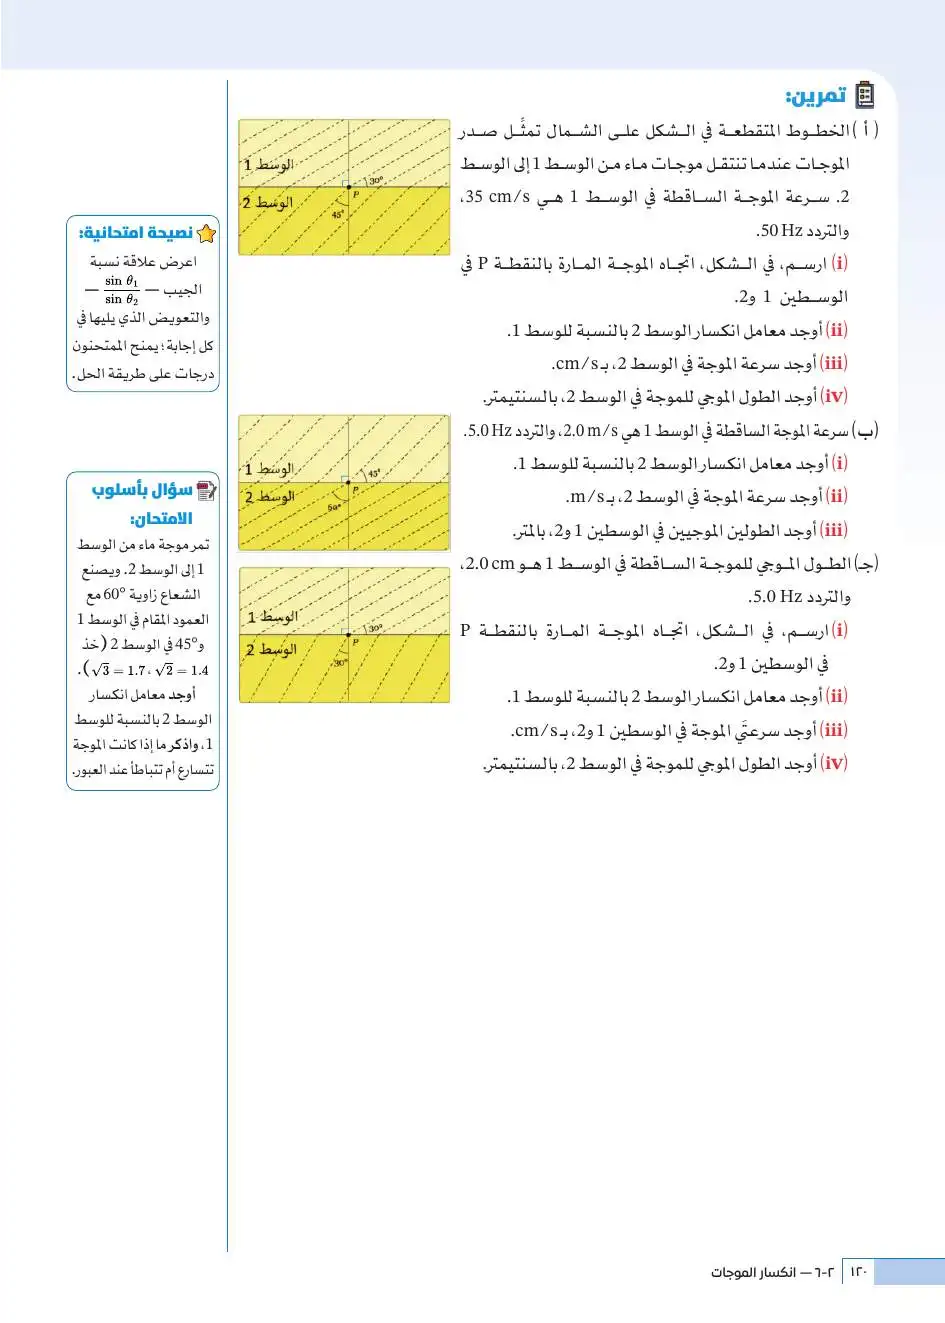 تمرين:
( أ ) الخطوط المتقطعة في الشكل على الشمال تمثّل صدر
الموجات عندما تنتقل موجات ماء من الوسط 1 إلى الوسط
2. سرعة الموجة الساقطة في الوسط 1 هي 35 cm/s،
والتردد 50 Hz.
(i) ارسم، في الشكل، اتجاه الموجة المارة بالنقطة P في
الوسطين 1 و2.
(ii) أوجد معامل انكسار الوسط 2 بالنسبة للوسط 1.
(iii) أوجد سرعة الموجة في الوسط 2، بـ cm/s.
(iv) أوجد الطول الموجي للموجة في الوسط 2، بالسنتيمتر.
(ب) سرعة الموجة الساقطة في الوسط 1 هي 2.0 m/s، والتردد 5.0 Hz.
(i) أوجد معامل انكسار الوسط 2 بالنسبة للوسط 1.
(ii) أوجد سرعة الموجة في الوسط 2، بـ m/s.
(iii) أوجد الطولين الموجيين في الوسطين 1 و2، بالمتر.
(جـ) الطول الموجي للموجة الساقطة في الوسط 1 هو 2.0 cm،
والتردد 5.0 Hz.
(i) ارسم، في الشكل، اتجاه الموجة المارة بالنقطة P
في الوسطين 1 و2.
(ii) أوجد معامل انكسار الوسط 2 بالنسبة للوسط 1.
(iii) أوجد سرعتَي الموجة في الوسطين 1 و2، بـ cm/s.
(iv) أوجد الطول الموجي للموجة في الوسط 2، بالسنتيمتر.
الوسط 1
30°
P
الوسط 2
45°
الوسط 1
45°
P
الوسط 2
الوسط 1
30°
P
الوسط 2
30°
نصيحة امتحانية:
اعرض علاقة نسبة
الجيب — sin θ₁ / sin θ₂ —
والتعويض الذي يليها في
كل إجابة؛ يمنح الممتحنون
درجات على طريقة الحل.
سؤال بأسلوب
الامتحان:
تمر موجة ماء من الوسط
1 إلى الوسط 2. ويصنع
الشعاع زاوية 60° مع
العمود المقام في الوسط 1
و45° في الوسط 2 (خذ
√2 = 1.4 ، √3 = 1.7).
أوجد معامل انكسار
الوسط 2 بالنسبة للوسط
1، واذكر ما إذا كانت الموجة
تتسارع أم تتباطأ عند العبور.
١٢٠ ٢-٦ — انكسار الموجات